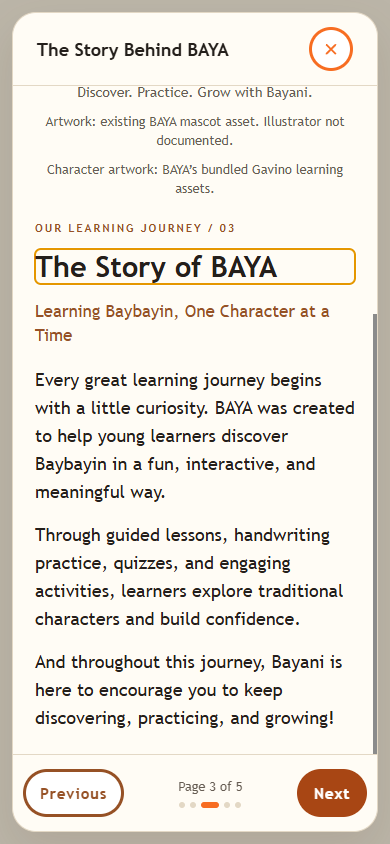 The Story Behind BAYA
Discover. Practice. Grow with Bayani.
Artwork: existing BAYA mascot asset. Illustrator not
documented.
Character artwork: BAYA's bundled Gavino learning
assets.
OUR LEARNING JOURNEY / 03
The Story of BAYA
Learning Baybayin, One Character at a
Time
Every great learning journey begins
with a little curiosity. BAYA was created
to help young learners discover
Baybayin in a fun, interactive, and
meaningful way.
Through guided lessons, handwriting
practice, quizzes, and engaging
activities, learners explore traditional
characters and build confidence.
And throughout this journey, Bayani is
here to encourage you to keep
discovering, practicing, and growing!
Previous
Page 3 of 5
Next